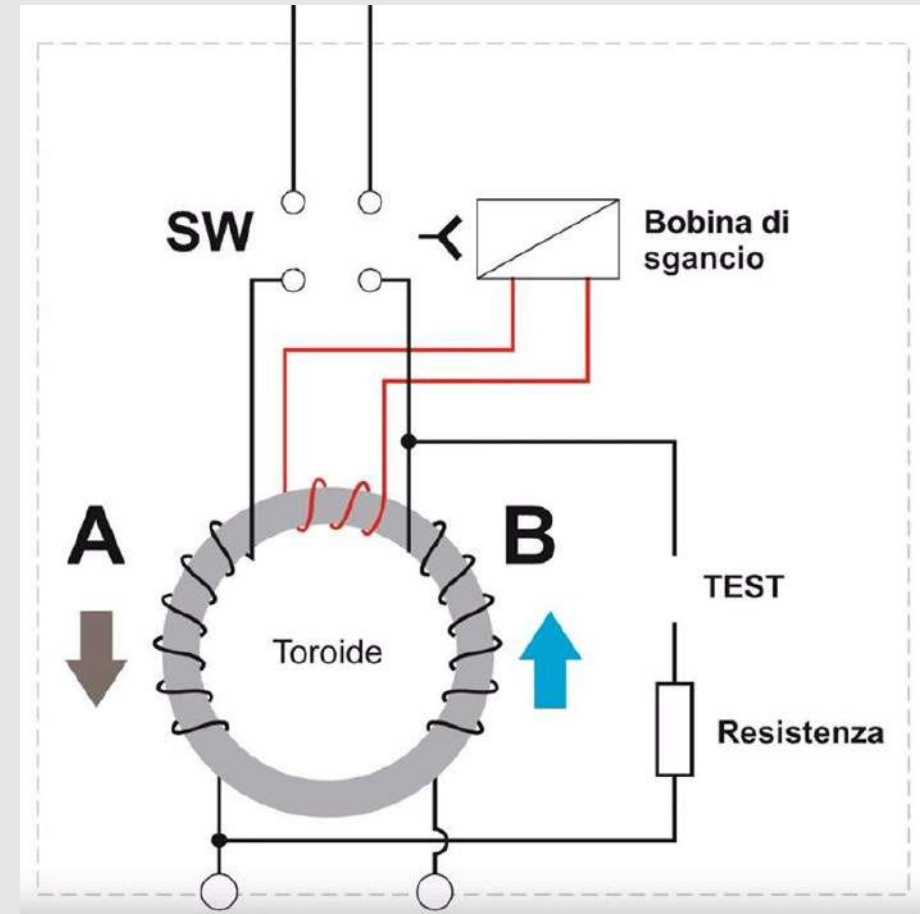 SW
Bobina di
sgancio
A
B
TEST
Toroide
Resistenza